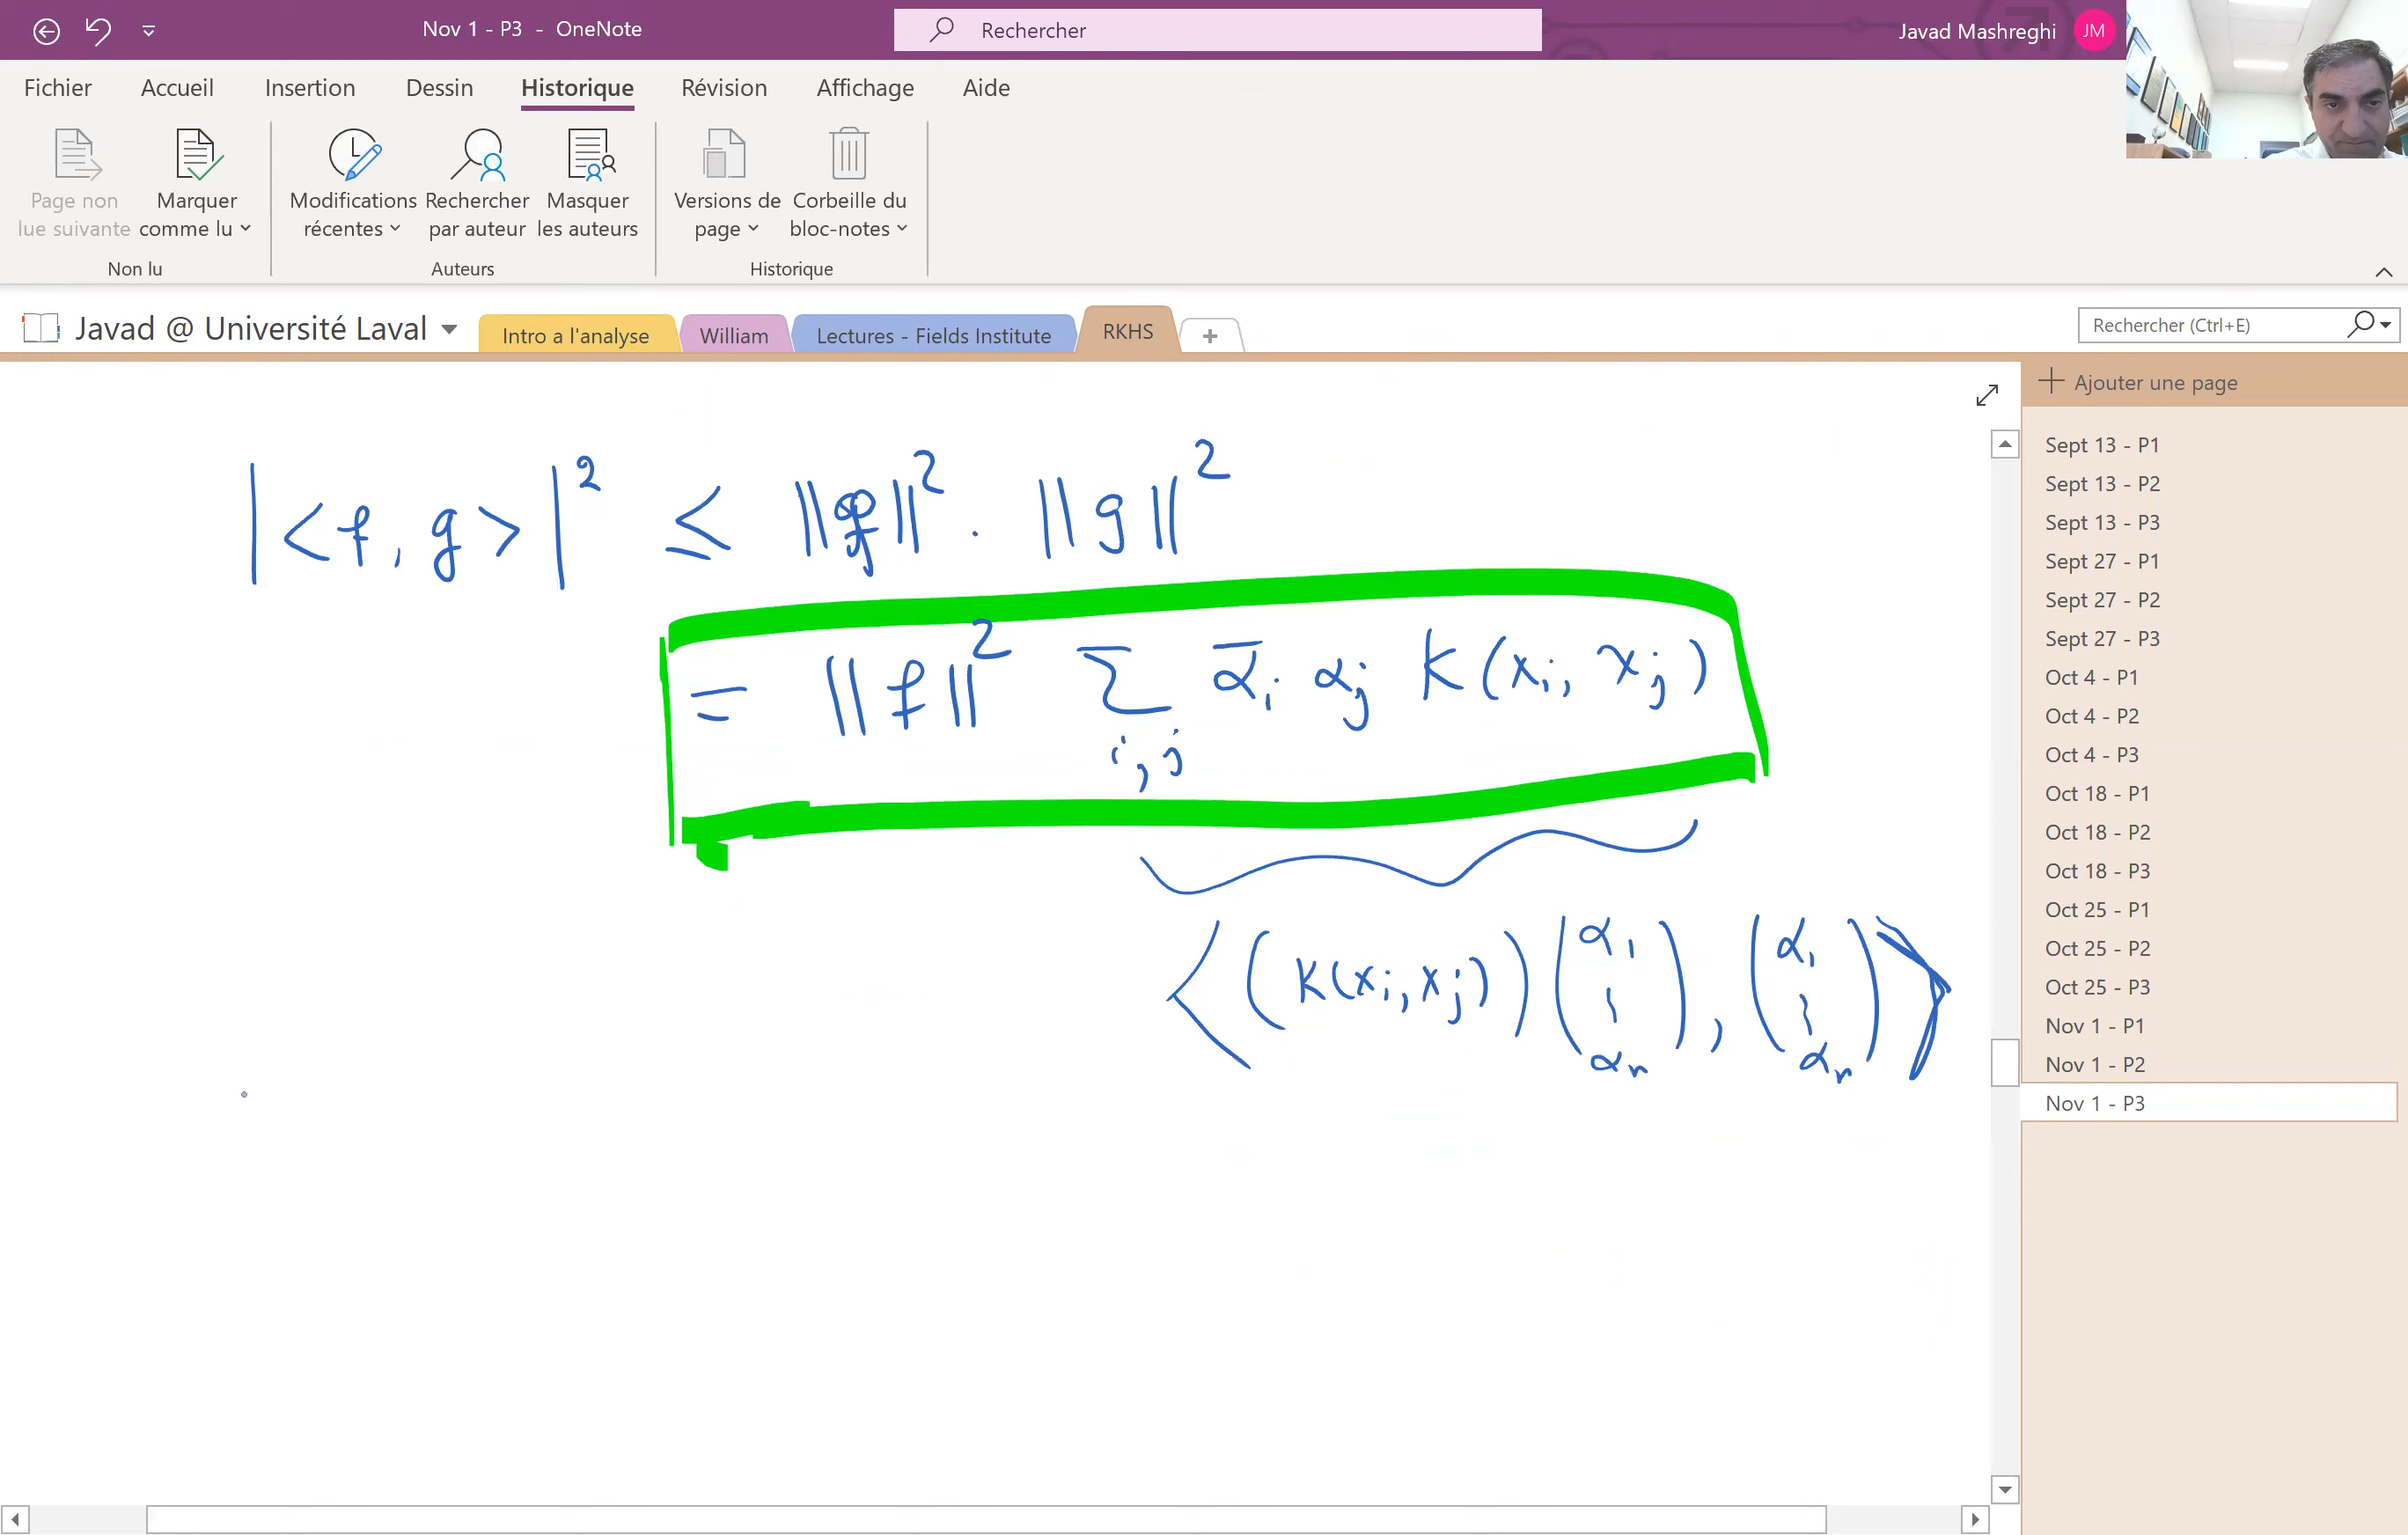 Nov 1 - P3 - OneNote
Rechercher
Javad Mashreghi
JM
Fichier Accueil Insertion Dessin Historique Révision Affichage Aide
Page non lue suivante
Marquer comme lu
Non lu
Modifications récentes
Rechercher par auteur
Masquer les auteurs
Auteurs
Versions de page
Corbeille du bloc-notes
Historique
Javad @ Université Laval
Intro a l'analyse
William
Lectures - Fields Institute
RKHS
+
Rechercher (Ctrl+E)
Ajouter une page
|<f, g>|² ≤ ||f||² . ||g||²
= ||f||² Σ i,j ᾱi αj K(xi, xj)
< (K(xi, xj)) (α1 ⋮ αn), (α1 ⋮ αn) >
Sept 13 - P1
Sept 13 - P2
Sept 13 - P3
Sept 27 - P1
Sept 27 - P2
Sept 27 - P3
Oct 4 - P1
Oct 4 - P2
Oct 4 - P3
Oct 18 - P1
Oct 18 - P2
Oct 18 - P3
Oct 25 - P1
Oct 25 - P2
Oct 25 - P3
Nov 1 - P1
Nov 1 - P2
Nov 1 - P3